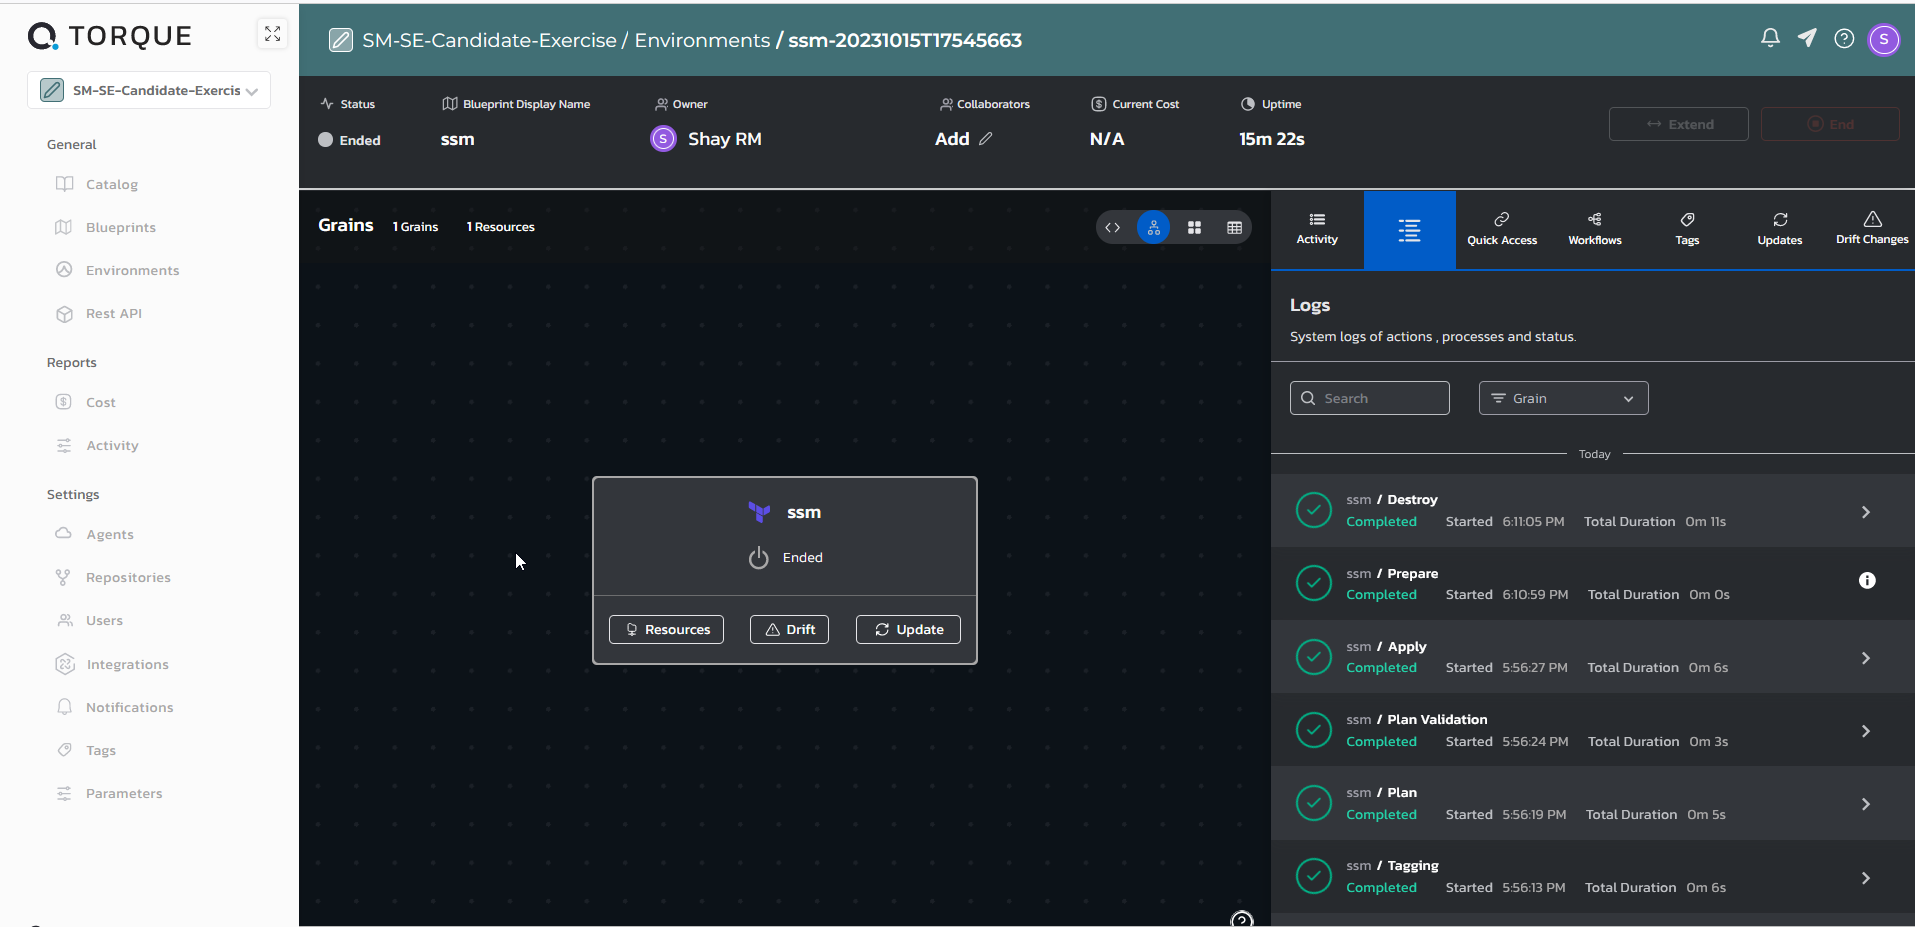 TORQUE
SM-SE-Candidate-Exercis
General
Catalog
Blueprints
Environments
Rest API
Reports
Cost
Activity
Settings
Agents
Repositories
Users
Integrations
Notifications
Tags
Parameters
SM-SE-Candidate-Exercise / Environments / ssm-20231015T17545663
S
Status
Ended
Blueprint Display Name
ssm
Owner
S Shay RM
Collaborators
Add
Current Cost
N/A
Uptime
15m 22s
Extend
End
Grains 1 Grains 1 Resources
ssm
Ended
Resources Drift Update
Activity
Quick Access
Workflows
Tags
Updates
Drift Changes
Logs
System logs of actions , processes and status.
Search
Grain
Today
ssm / Destroy
Completed Started 6:11:05 PM Total Duration 0m 11s
ssm / Prepare
Completed Started 6:10:59 PM Total Duration 0m 0s
ssm / Apply
Completed Started 5:56:27 PM Total Duration 0m 6s
ssm / Plan Validation
Completed Started 5:56:24 PM Total Duration 0m 3s
ssm / Plan
Completed Started 5:56:19 PM Total Duration 0m 5s
ssm / Tagging
Completed Started 5:56:13 PM Total Duration 0m 6s